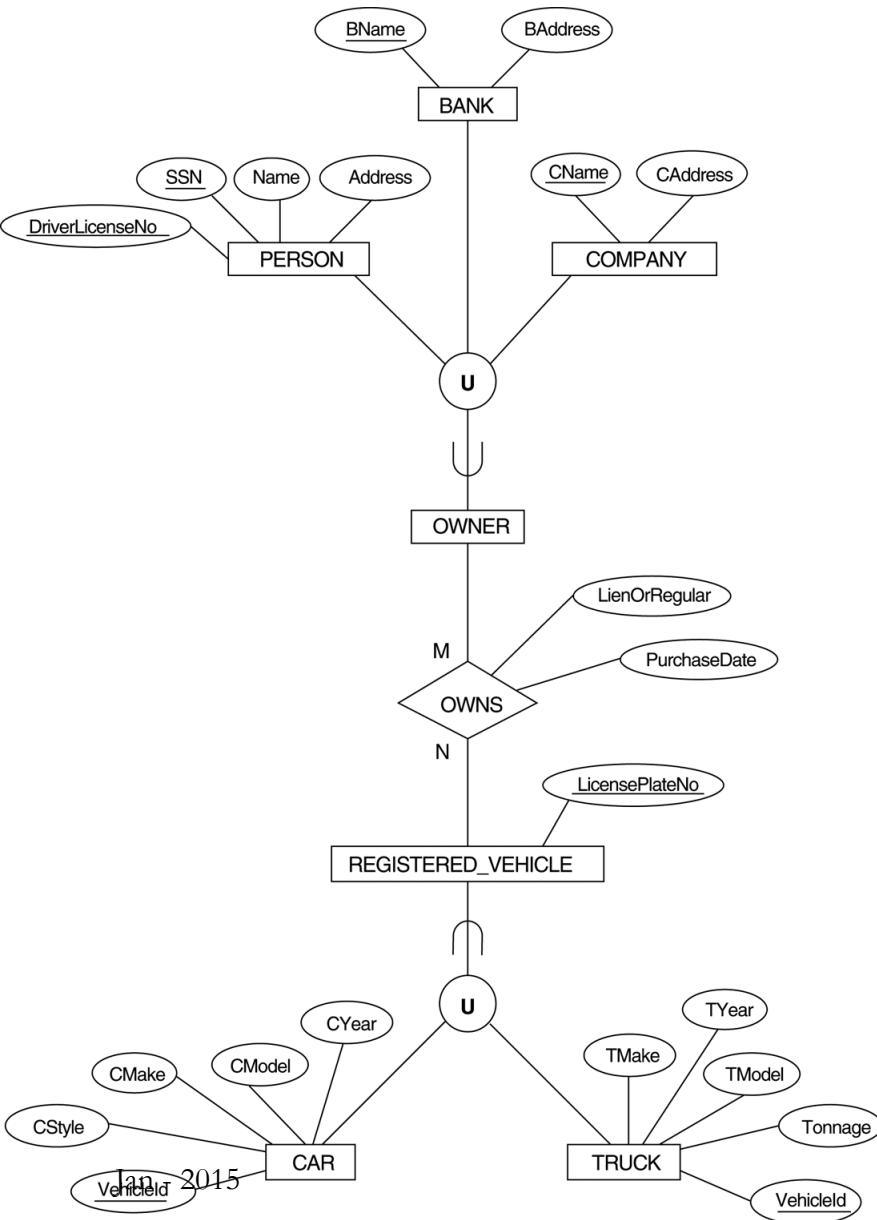 BName
BAddress
BANK
SSN
Name
Address
CName
CAddress
DriverLicenseNo
PERSON
COMPANY
U
OWNER
LienOrRegular
M
PurchaseDate
OWNS
N
LicensePlateNo
REGISTERED_VEHICLE
U
CYear
TYear
CModel
TMake
CMake
TModel
CStyle
Tonnage
CAR
TRUCK
Jan - 2015
VehicleId
VehicleId